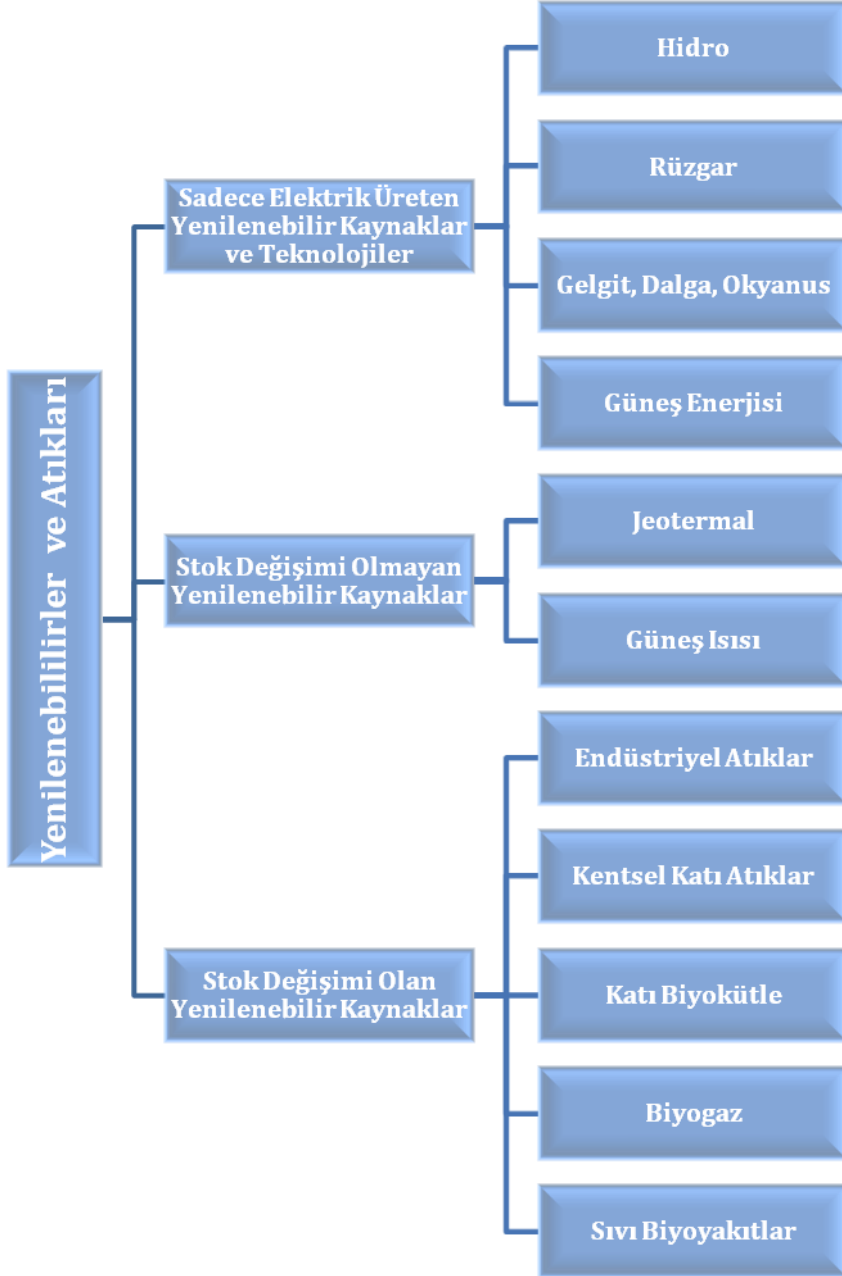 Yenilenebililirler ve Atıkları
Sadece Elektrik Üreten
Yenilenebilir Kaynaklar
ve Teknolojiler
Hidro
Rüzgar
Gelgit, Dalga, Okyanus
Güneş Enerjisi
Stok Değişimi Olmayan
Yenilenebilir Kaynaklar
Jeotermal
Güneş Isısı
Stok Değişimi Olan
Yenilenebilir Kaynaklar
Endüstriyel Atıklar
Kentsel Katı Atıklar
Katı Biyokütle
Biyogaz
Sıvı Biyoyakıtlar